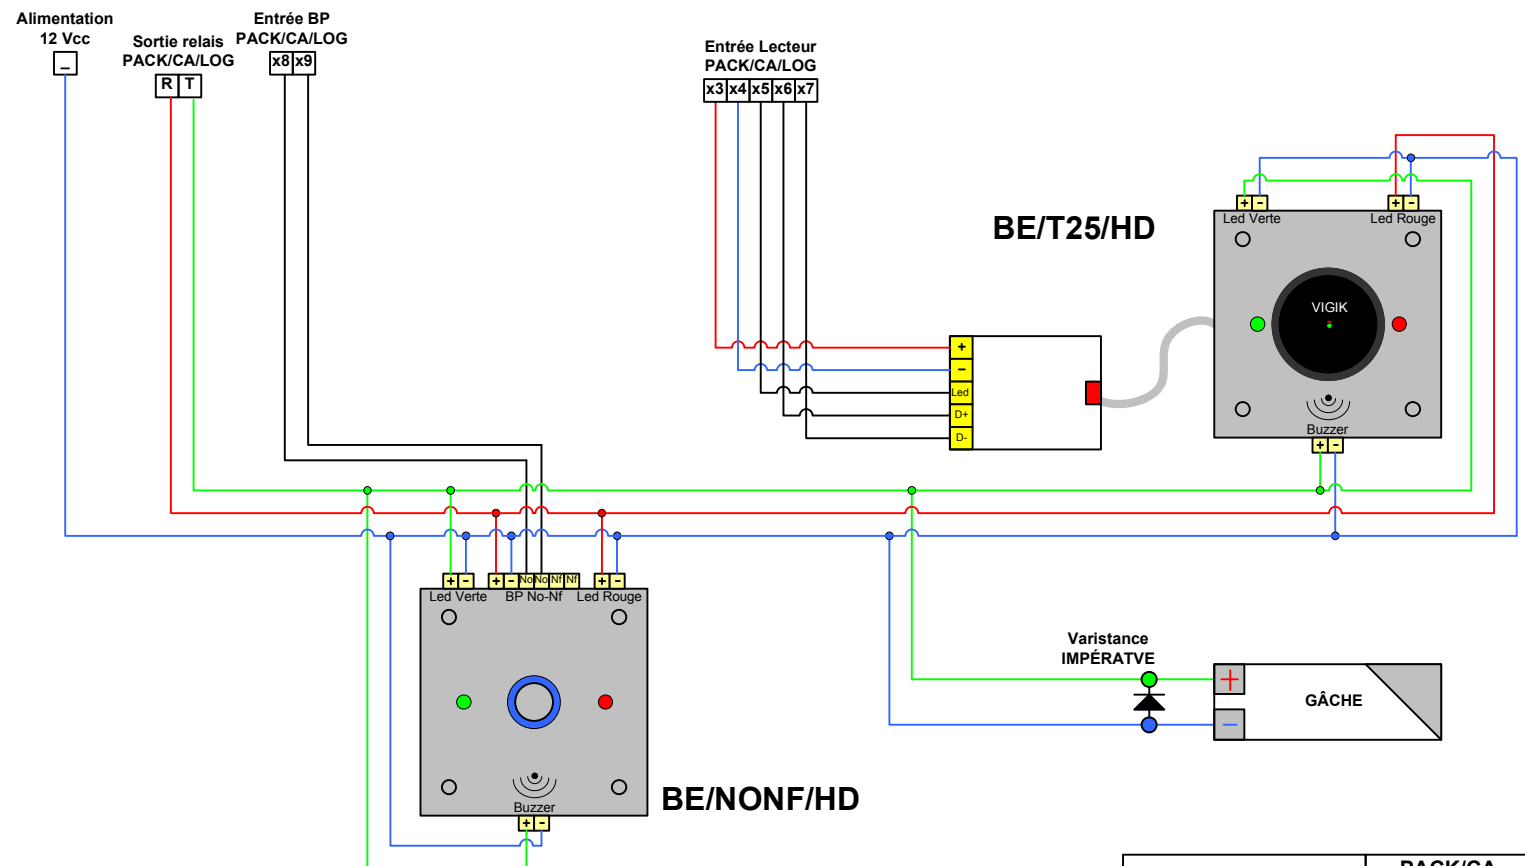 Alimentation
12 Vcc
_
Sortie relais
PACK/CA/LOG
R T
Entrée BP
PACK/CA/LOG
x8 x9
Entrée Lecteur
PACK/CA/LOG
x3 x4 x5 x6 x7
BE/T25/HD
+ - + -
Led Verte Led Rouge
VIGIK
Buzzer
+ -
+
-
Led
D+
D-
+ - + - No No Nf Nf + -
Led Verte BP No-Nf Led Rouge
Buzzer
+ -
BE/NONF/HD
Varistance
IMPÉRATVE
+
-
GÂCHE
PACK/CA